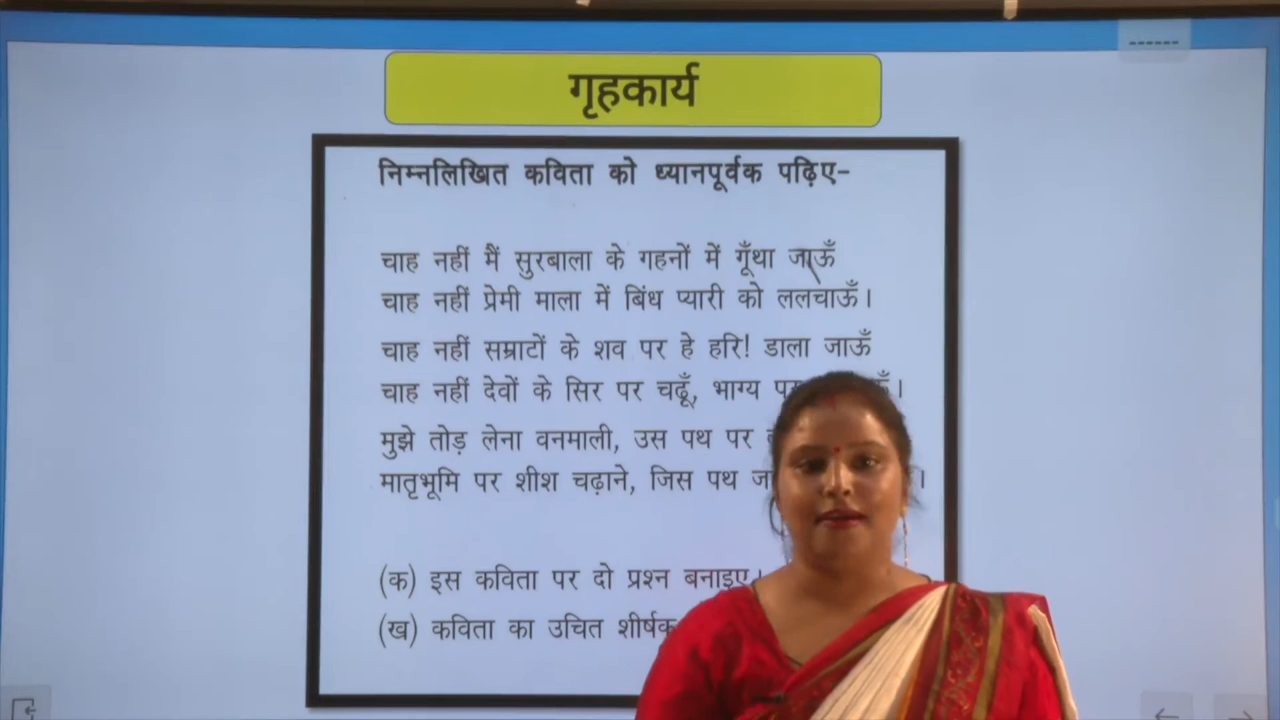 गृहकार्य
निम्नलिखित कविता को ध्यानपूर्वक पढ़िए-
चाह नहीं मैं सुरबाला के गहनों में गूँथा जाऊँ
चाह नहीं प्रेमी माला में बिंध प्यारी को ललचाऊँ।
चाह नहीं सम्राटों के शव पर हे हरि! डाला जाऊँ
चाह नहीं देवों के सिर पर चढूँ, भाग्य
मुझे तोड़ लेना वनमाली, उस पथ पर
मातृभूमि पर शीश चढ़ाने, जिस पथ
(क) इस कविता पर दो प्रश्न बनाइए।
(ख) कविता का उचित शीर्षक